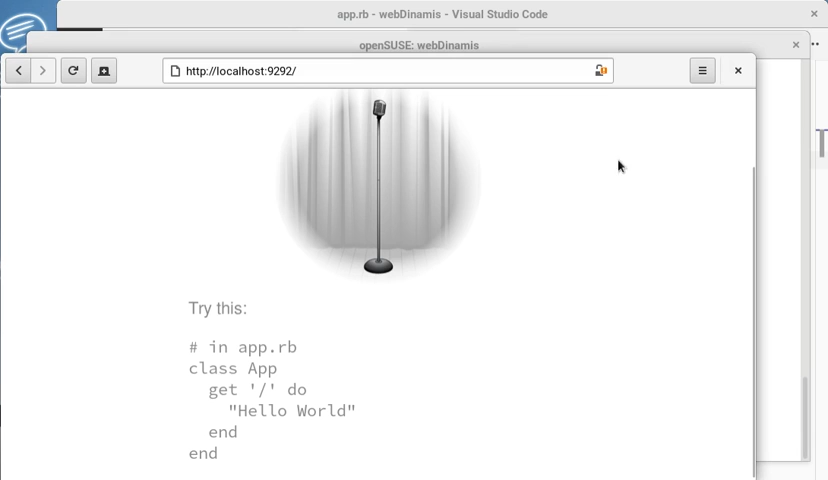 app.rb - webDinamis - Visual Studio Code
openSUSE: webDinamis
http://localhost:9292/
Try this:
# in app.rb
class App
  get '/' do
    "Hello World"
  end
end